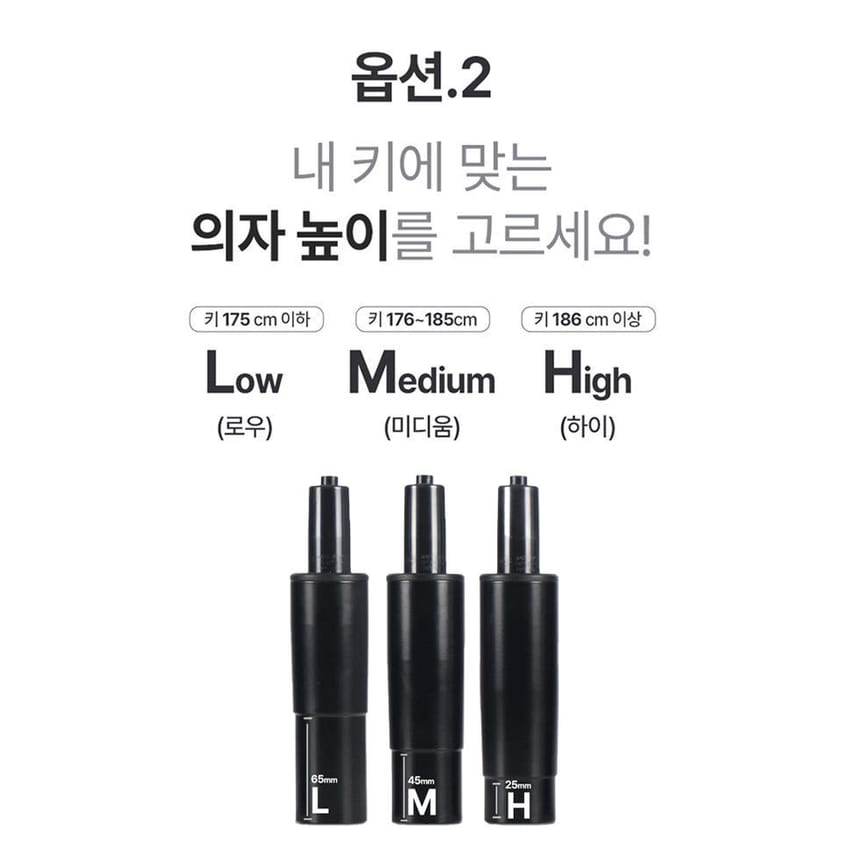 옵션.2
내 키에 맞는
의자 높이를 고르세요!
키 175 cm 이하
키 176~185cm
키 186 cm 이상
Low
Medium
High
(로우)
(미디움)
(하이)
65mm
45mm
25mm
L
M
H